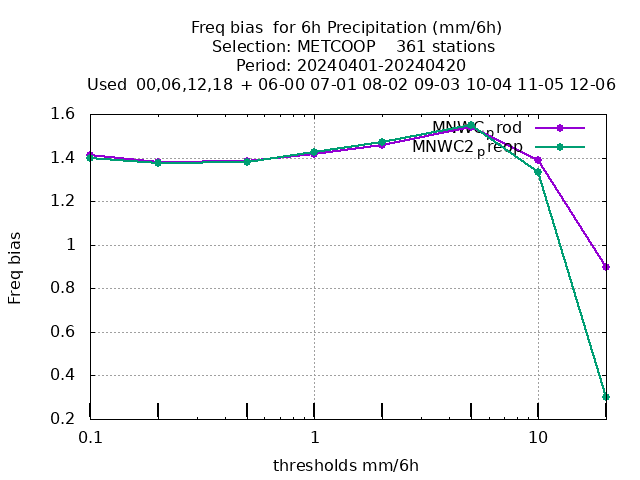 Freq bias  for 6h Precipitation (mm/6h)
Selection: METCOOP    361 stations
Period: 20240401-20240420
Used  00,06,12,18  + 06-00 07-01  08-02  09-03  10-04  11-05  12-06
1.6
MNWC_prod
MNWC2_preop
1.4
1.2
1
0.8
0.6
0.4
0.2
Freq bias
0.1
1
10
thresholds mm/6h